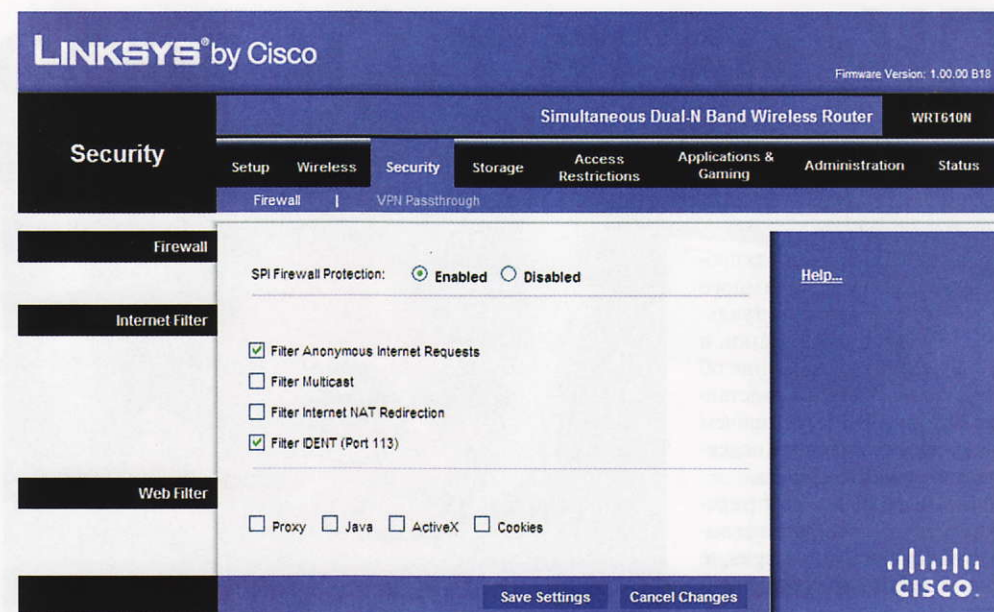 LINKSYS® by Cisco
Firmware Version: 1.00.00 B18
Simultaneous Dual-N Band Wireless Router WRT610N
Security
Setup Wireless Security Storage Access Restrictions Applications & Gaming Administration Status
Firewall | VPN Passthrough
Firewall
SPI Firewall Protection: Enabled Disabled
Help...
Internet Filter
Filter Anonymous Internet Requests
Filter Multicast
Filter Internet NAT Redirection
Filter IDENT (Port 113)
Web Filter
Proxy Java ActiveX Cookies
Save Settings Cancel Changes
CISCO.